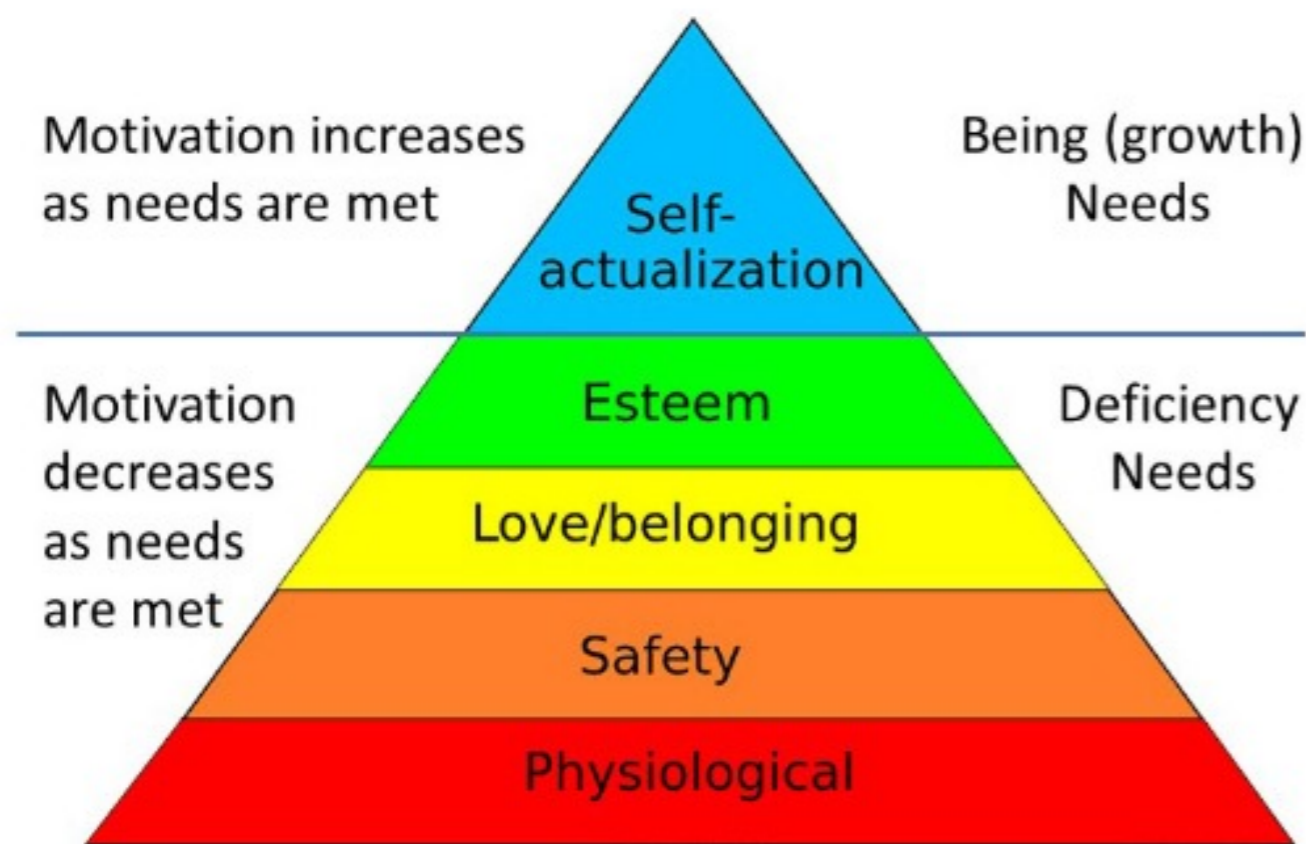 Motivation increases
as needs are met
Being (growth)
Needs
Self-
actualization
Motivation
decreases
as needs
are met
Esteem
Deficiency
Needs
Love/belonging
Safety
Physiological